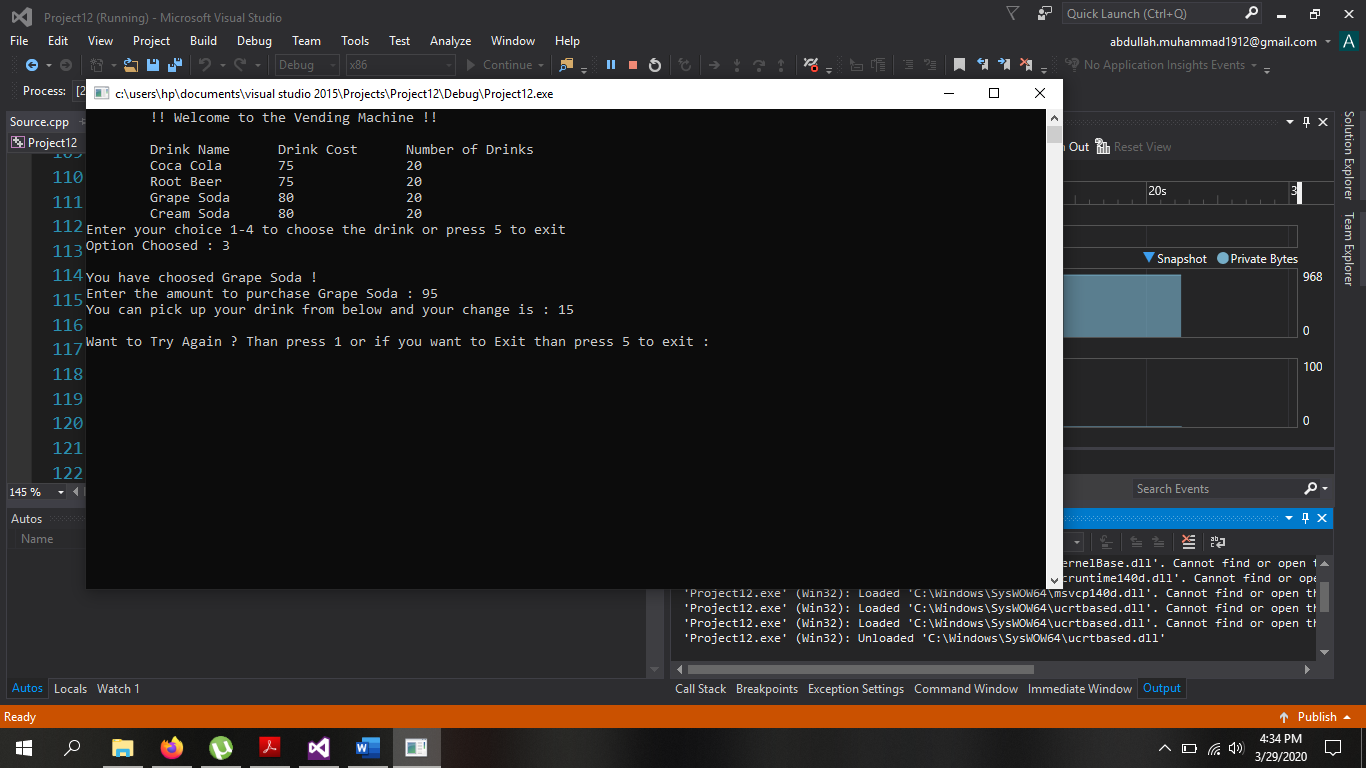 Project12 (Running) - Microsoft Visual Studio
Quick Launch (Ctrl+Q)
File Edit View Project Build Debug Team Tools Test Analyze Window Help
abdullah.muhammad1912@gmail.com A
Debug x86 Continue No Application Insights Events
Process: [2
c:\users\hp\documents\visual studio 2015\Projects\Project12\Debug\Project12.exe
Source.cpp
Project12
!! Welcome to the Vending Machine !!
Drink Name Drink Cost Number of Drinks
Coca Cola 75 20
Root Beer 75 20
Grape Soda 80 20
Cream Soda 80 20
Enter your choice 1-4 to choose the drink or press 5 to exit
Option Choosed : 3
You have choosed Grape Soda !
Enter the amount to purchase Grape Soda : 95
You can pick up your drink from below and your change is : 15
Want to Try Again ? Than press 1 or if you want to Exit than press 5 to exit :
109
110
111
112
113
114
115
116
117
118
119
120
121
122
145 %
Out Reset View
20s 3
Snapshot Private Bytes
968
0
100
0
Solution Explorer
Team Explorer
Search Events
Autos
Name
ernelBase.dll'. Cannot find or open t
cruntime140d.dll'. Cannot find or ope
'Project12.exe' (Win32): Loaded 'C:\Windows\SysWOW64\msvcp140d.dll'. Cannot find or open th
'Project12.exe' (Win32): Loaded 'C:\Windows\SysWOW64\ucrtbased.dll'. Cannot find or open th
'Project12.exe' (Win32): Loaded 'C:\Windows\SysWOW64\ucrtbased.dll'. Cannot find or open th
'Project12.exe' (Win32): Unloaded 'C:\Windows\SysWOW64\ucrtbased.dll'
Autos Locals Watch 1
Call Stack Breakpoints Exception Settings Command Window Immediate Window Output
Ready
Publish
4:34 PM
3/29/2020